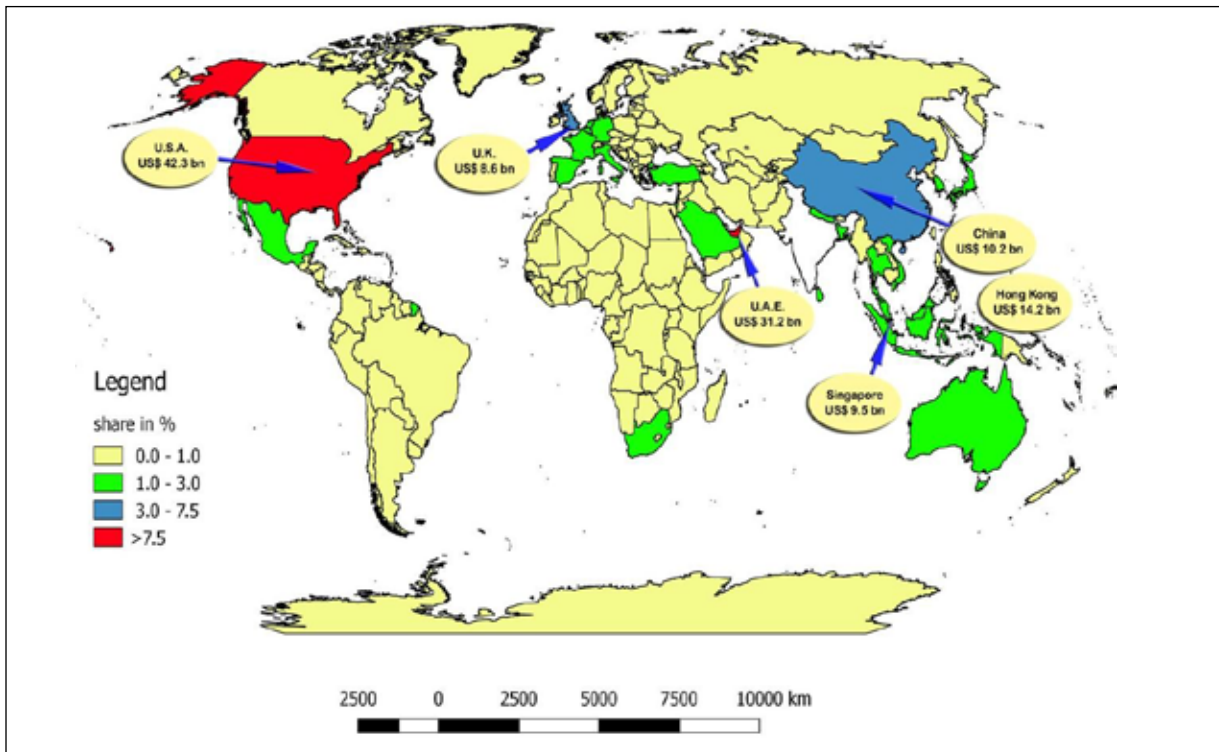 U.S.A.
US$ 42.3 bn
U.K.
US$ 8.6 bn
China
US$ 10.2 bn
Hong Kong
US$ 14.2 bn
U.A.E.
US$ 31.2 bn
Singapore
US$ 9.5 bn
Legend
share in %
0.0 - 1.0
1.0 - 3.0
3.0 - 7.5
>7.5
2500 0 2500 5000 7500 10000 km